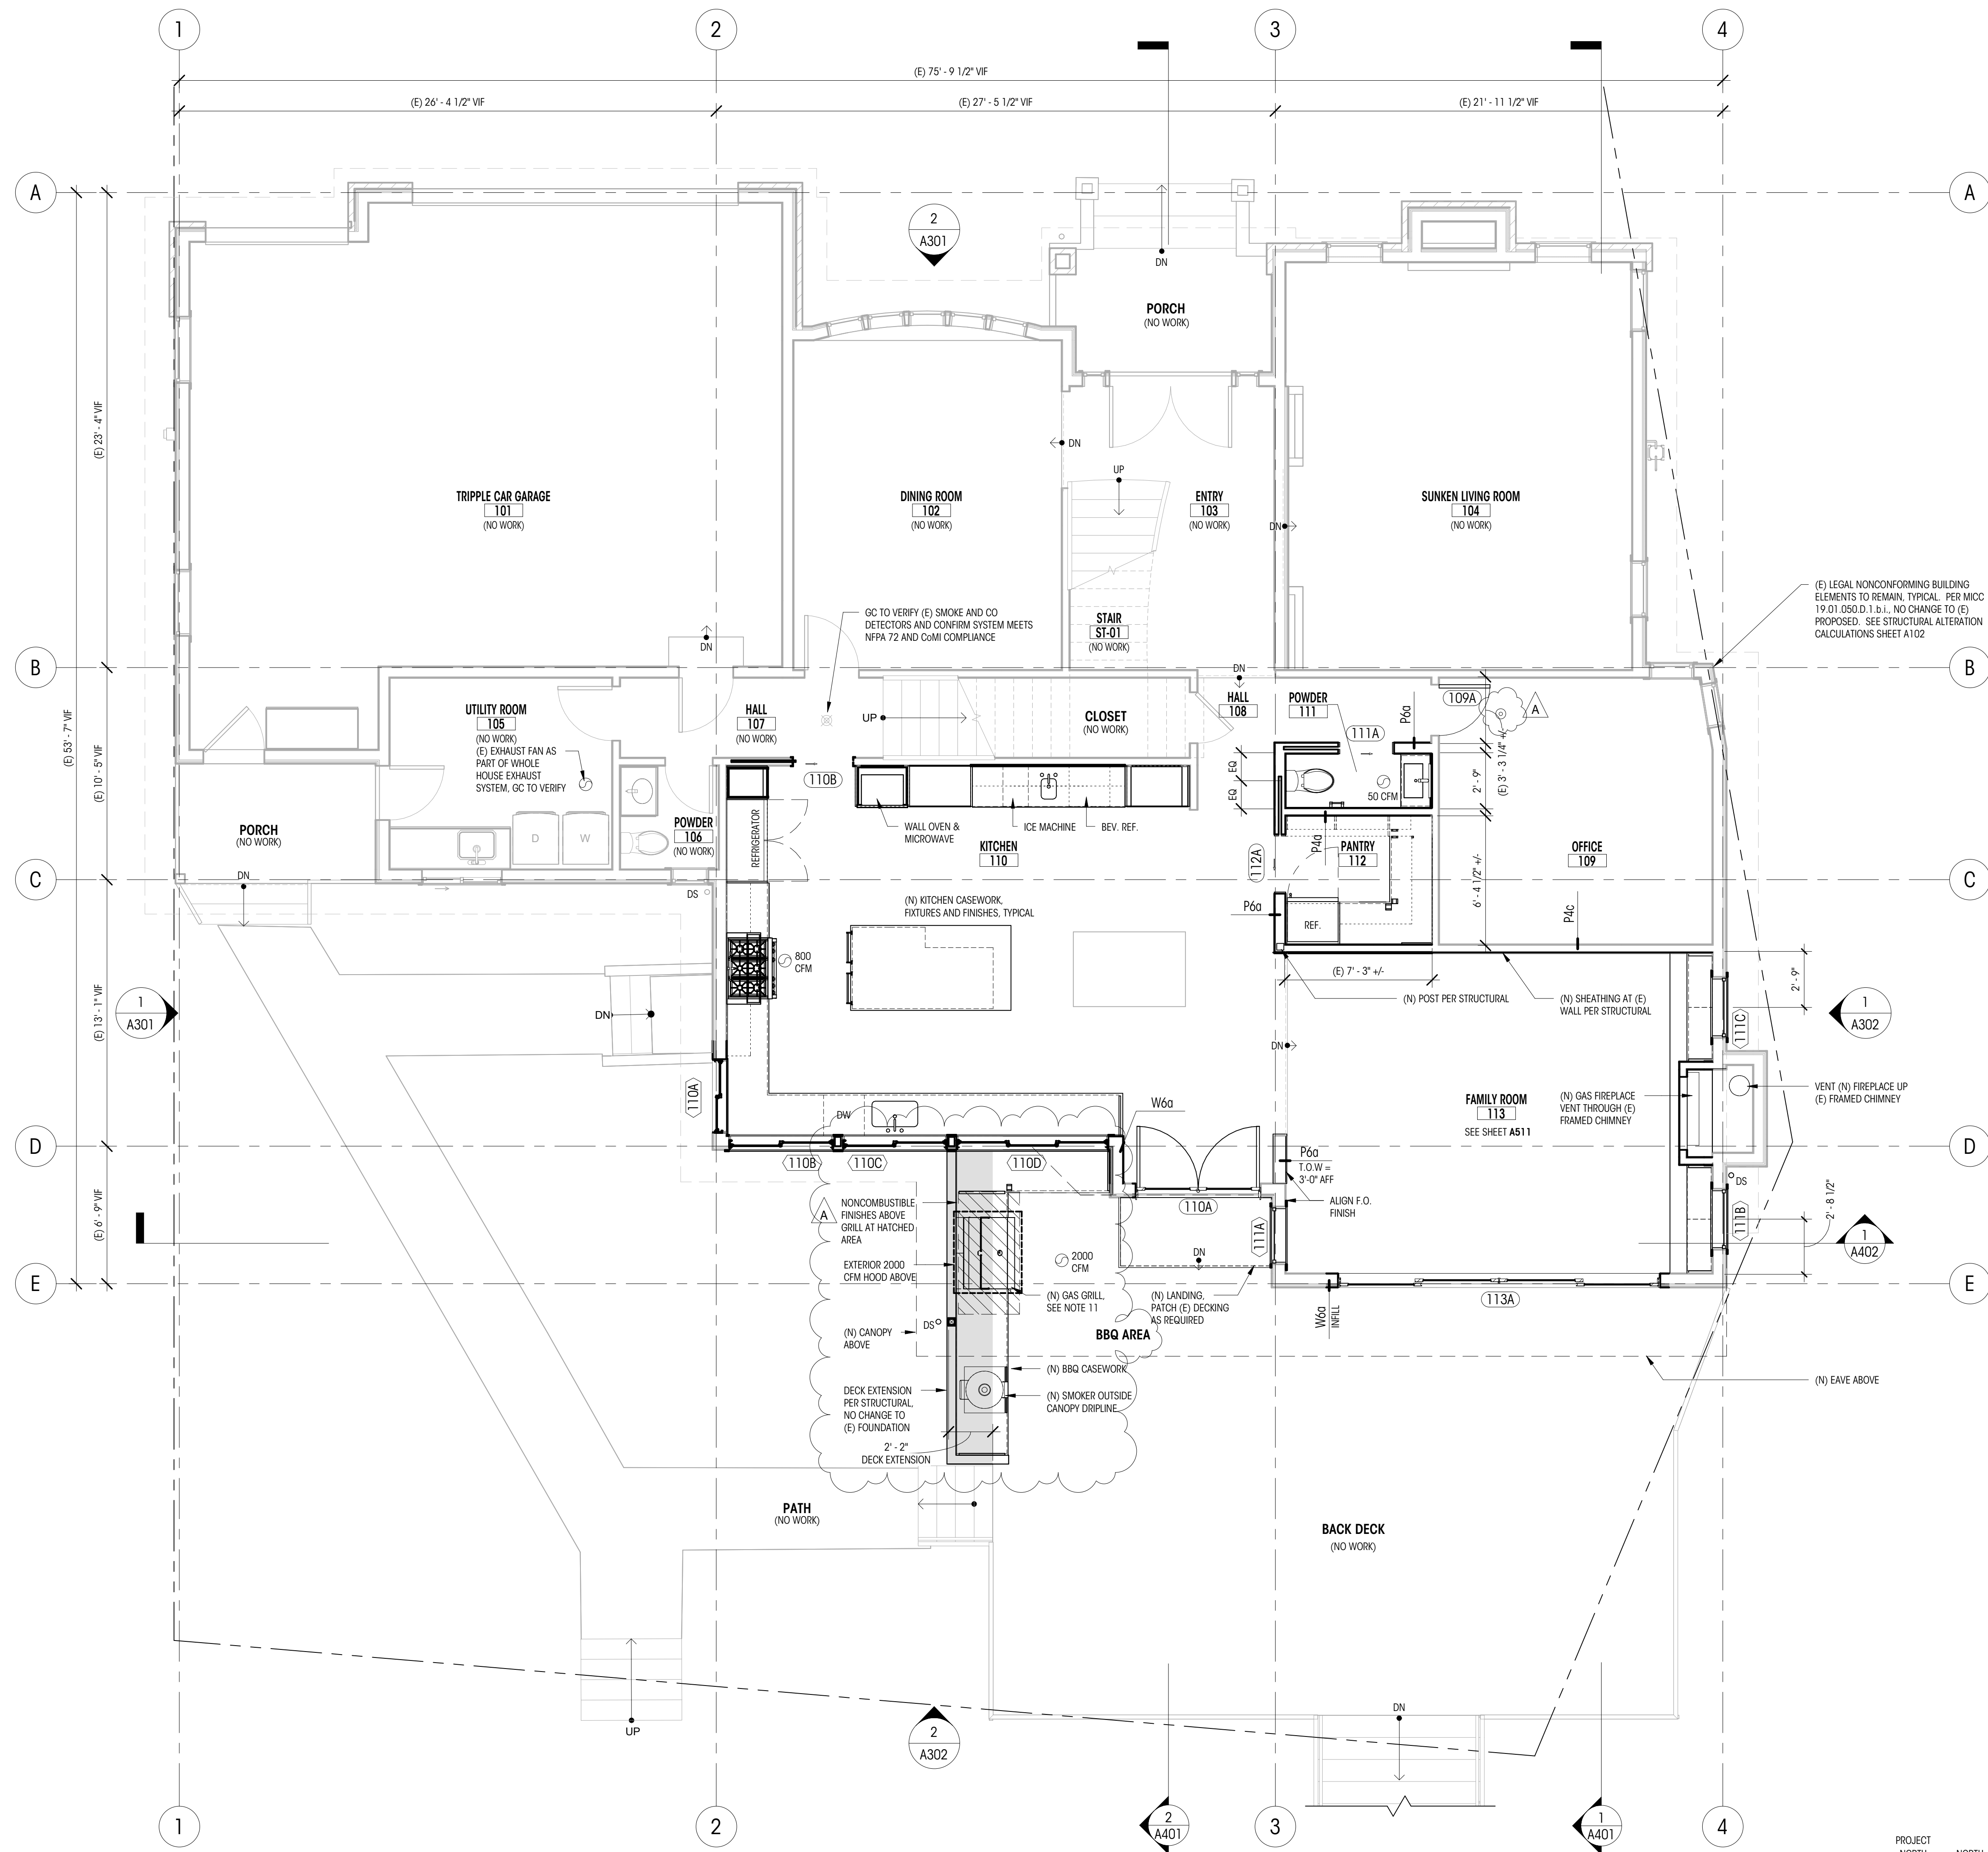 1
2
3
4
(E) 75' - 9 1/2" VIF
(E) 26' - 4 1/2" VIF
(E) 27' - 5 1/2" VIF
(E) 21' - 11 1/2" VIF
A
A
2
A301
DN
PORCH
(NO WORK)
(E) 23' - 4" VIF
DN
UP
TRIPPLE CAR GARAGE
101
(NO WORK)
DINING ROOM
102
(NO WORK)
ENTRY
103
(NO WORK)
DN
SUNKEN LIVING ROOM
104
(NO WORK)
(E) LEGAL NONCONFORMING BUILDING
ELEMENTS TO REMAIN, TYPICAL. PER MICC
19.01.050.D.1.b.i., NO CHANGE TO (E)
PROPOSED. SEE STRUCTURAL ALTERATION
CALCULATIONS SHEET A102
GC TO VERIFY (E) SMOKE AND CO
DETECTORS AND CONFIRM SYSTEM MEETS
NFPA 72 AND CoMI COMPLIANCE
STAIR
ST-01
(NO WORK)
DN
B
B
DN
(E) 53' - 7" VIF
(E) 10' - 5" VIF
UTILITY ROOM
105
(NO WORK)
(E) EXHAUST FAN AS
PART OF WHOLE
HOUSE EXHAUST
SYSTEM, GC TO VERIFY
HALL
107
(NO WORK)
UP
CLOSET
(NO WORK)
HALL
108
POWDER
111
111A
P6a
109A
A
110B
EQ
EQ
50 CFM
2' - 9"
(E) 3' - 3 1/4" +/-
PORCH
(NO WORK)
D
W
POWDER
106
(NO WORK)
REFRIGERATOR
WALL OVEN &
MICROWAVE
ICE MACHINE
BEV. REF.
KITCHEN
110
P4a
PANTRY
112
112A
OFFICE
109
6' - 4 1/2" +/-
C
C
DN
DS
(N) KITCHEN CASEWORK,
FIXTURES AND FINISHES, TYPICAL
P6a
REF.
P4c
800
CFM
(E) 7' - 3" +/-
2' - 9"
(N) POST PER STRUCTURAL
(N) SHEATHING AT (E)
WALL PER STRUCTURAL
1
A301
(E) 13' - 1" VIF
DN
DN
1
A302
111C
110A
DW
W6a
FAMILY ROOM
113
SEE SHEET A511
(N) GAS FIREPLACE
VENT THROUGH (E)
FRAMED CHIMNEY
VENT (N) FIREPLACE UP
(E) FRAMED CHIMNEY
D
D
110B
110C
110D
P6a
T.O.W =
3'-0" AFF
ALIGN F.O.
FINISH
DS
(E) 6' - 9" VIF
A
NONCOMBUSTIBLE
FINISHES ABOVE
GRILL AT HATCHED
AREA
110A
111A
111B
2' - 8 1/2"
1
A402
EXTERIOR 2000
CFM HOOD ABOVE
2000
CFM
DN
E
E
(N) GAS GRILL,
SEE NOTE 11
(N) LANDING,
PATCH (E) DECKING
AS REQUIRED
W6a
INFILL
113A
DS
(N) CANOPY
ABOVE
BBQ AREA
(N) BBQ CASEWORK
(N) SMOKER OUTSIDE
CANOPY DRIPLINE
(N) EAVE ABOVE
DECK EXTENSION
PER STRUCTURAL,
NO CHANGE TO
(E) FOUNDATION
2' - 2"
DECK EXTENSION
PATH
(NO WORK)
BACK DECK
(NO WORK)
UP
2
A302
DN
1
2
2
A401
3
1
A401
4
PROJECT